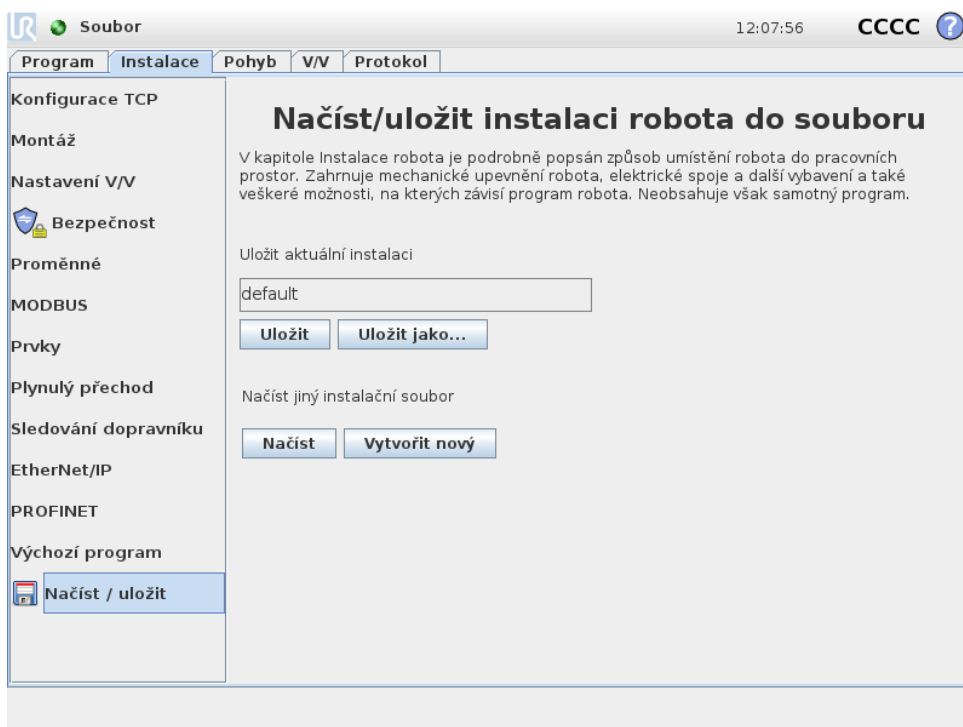 UR Soubor 12:07:56 CCCC ?
Program Instalace Pohyb V/V Protokol
Konfigurace TCP
Montáž
Nastavení V/V
Bezpečnost
Proměnné
MODBUS
Prvky
Plynulý přechod
Sledování dopravníku
EtherNet/IP
PROFINET
Výchozí program
Načíst / uložit
Načíst/uložit instalaci robota do souboru
V kapitole Instalace robota je podrobně popsán způsob umístění robota do pracovních
prostor. Zahrnuje mechanické upevnění robota, elektrické spoje a další vybavení a také
veškeré možnosti, na kterých závisí program robota. Neobsahuje však samotný program.
Uložit aktuální instalaci
default
Uložit Uložit jako...
Načíst jiný instalační soubor
Načíst Vytvořit nový